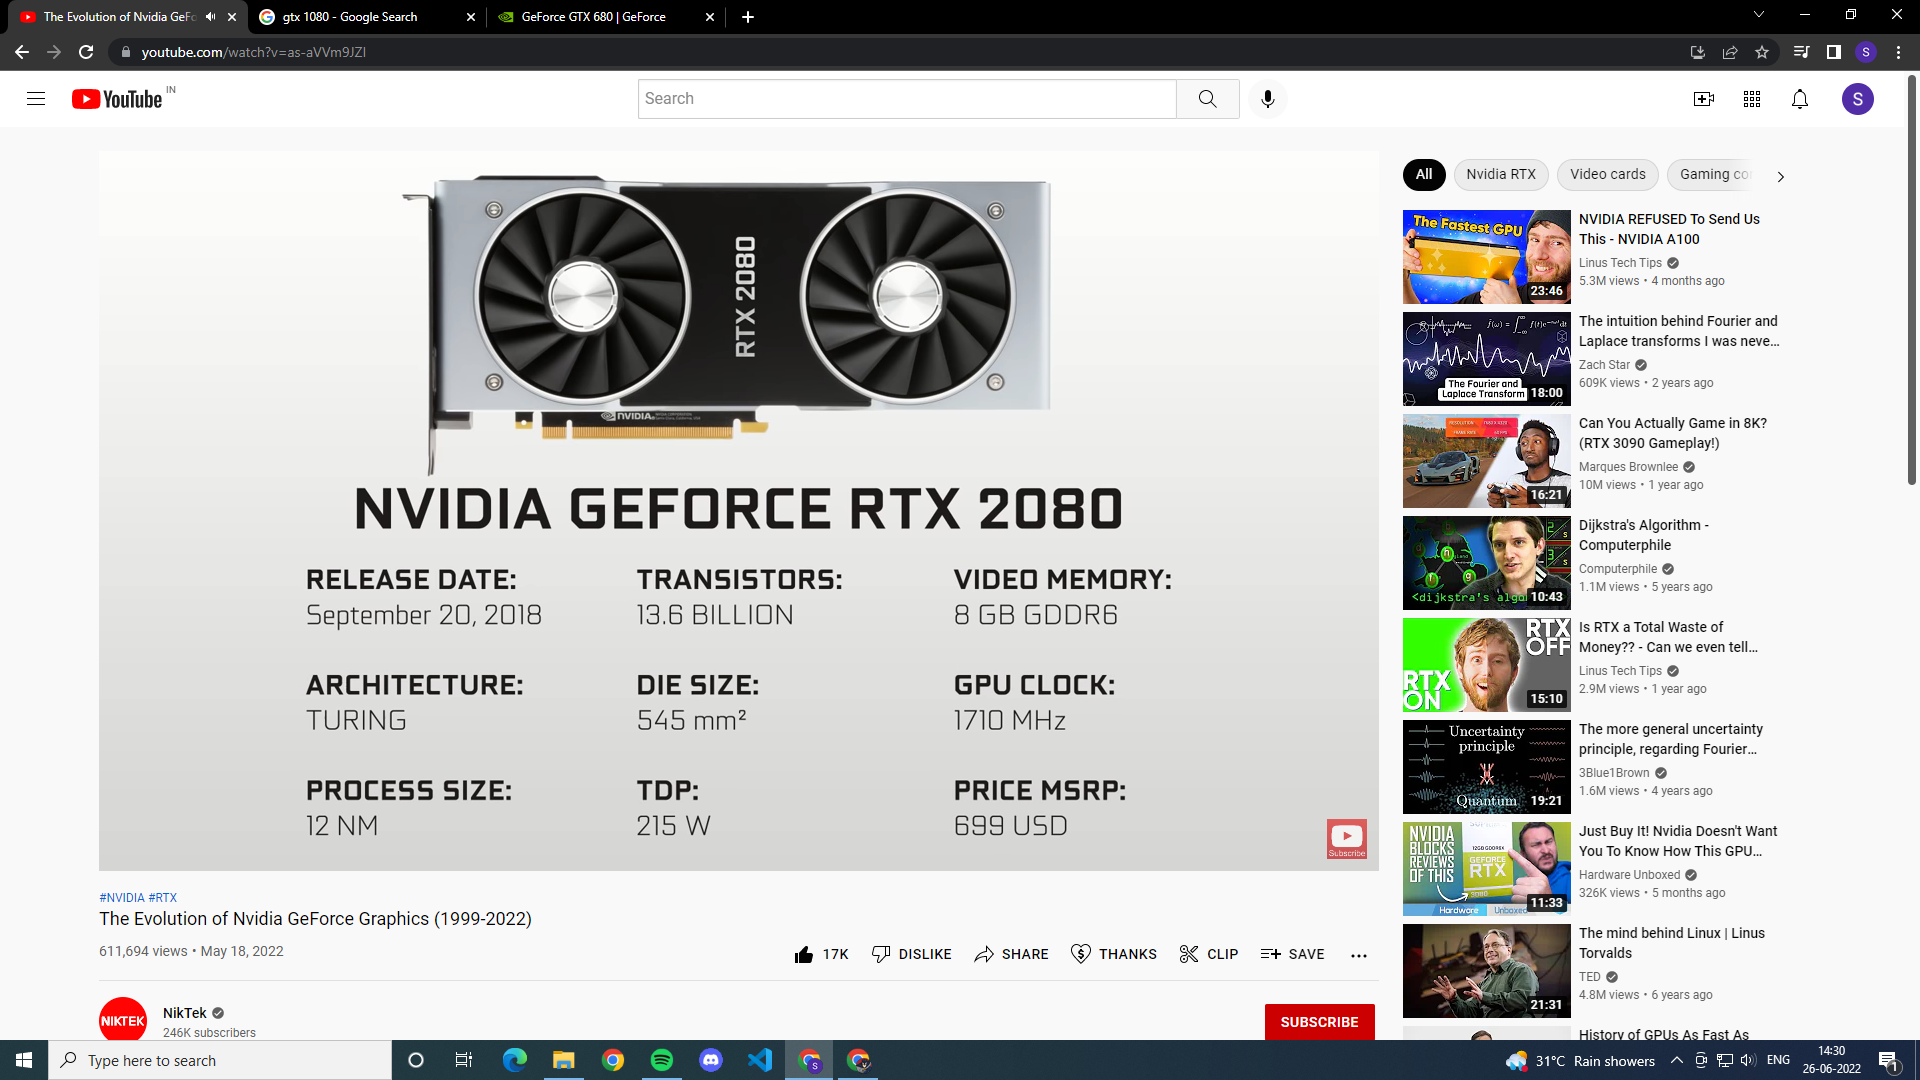 The Evolution of Nvidia GeFo
gtx 1080 - Google Search
GeForce GTX 680 | GeForce
youtube.com/watch?v=as-aVVm9JZI
S
YouTube IN
Search
S
RTX 2080
NVIDIA
NVIDIA GEFORCE RTX 2080
RELEASE DATE:
September 20, 2018
TRANSISTORS:
13.6 BILLION
VIDEO MEMORY:
8 GB GDDR6
ARCHITECTURE:
TURING
DIE SIZE:
545 mm²
GPU CLOCK:
1710 MHz
PROCESS SIZE:
12 NM
TDP:
215 W
PRICE MSRP:
699 USD
Subscribe
#NVIDIA #RTX
The Evolution of Nvidia GeForce Graphics (1999-2022)
611,694 views • May 18, 2022
17K
DISLIKE
SHARE
THANKS
CLIP
SAVE
NIKTEK
NikTek
246K subscribers
SUBSCRIBE
All
Nvidia RTX
Video cards
Gaming co
The Fastest GPU
23:46
NVIDIA REFUSED To Send Us
This - NVIDIA A100
Linus Tech Tips
5.3M views • 4 months ago
The Fourier and
Laplace Transform
18:00
The intuition behind Fourier and
Laplace transforms I was neve...
Zach Star
609K views • 2 years ago
16:21
Can You Actually Game in 8K?
(RTX 3090 Gameplay!)
Marques Brownlee
10M views • 1 year ago
<dijkstra's algo
10:43
Dijkstra's Algorithm -
Computerphile
Computerphile
1.1M views • 5 years ago
RTX
OFF
RTX
ON
15:10
Is RTX a Total Waste of
Money?? - Can we even tell...
Linus Tech Tips
2.9M views • 1 year ago
Uncertainty
principle
Quantum
19:21
The more general uncertainty
principle, regarding Fourier...
3Blue1Brown
1.6M views • 4 years ago
NVIDIA
BLOCKS
REVIEWS
OF THIS
GEFORCE
RTX
3080
Hardware Unboxed
11:33
Just Buy It! Nvidia Doesn't Want
You To Know How This GPU...
Hardware Unboxed
326K views • 5 months ago
21:31
The mind behind Linux | Linus
Torvalds
TED
4.8M views • 6 years ago
History of GPUs As Fast As
Type here to search
31°C Rain showers
ENG
14:30
26-06-2022
1